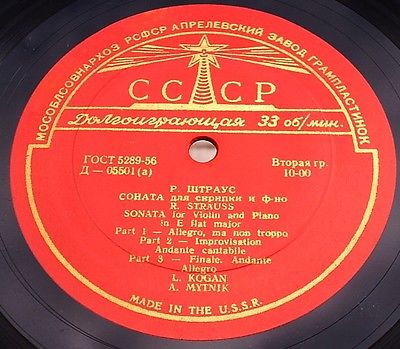 МОСОБЛСОВНАРХОЗ РСФСР АПРЕЛЕВСКИЙ ЗАВОД ГРАМПЛАСТИНОК
СССР
Долгоиграющая 33 об/мин.
ГОСТ 5289-56 Вторая гр.
Д — 05501 (а) 10-00
Р. ШТРАУС
СОНАТА для скрипки и ф-но
R. STRAUSS
SONATA for Violin and Piano
in E flat major
Part 1 — Allegro, ma non troppo
Part 2 — Improvisation
Andante cantabile
Part 3 — Finale. Andante
Allegro
L. KOGAN
A. MYTNIK
MADE IN THE U.S.S.R.